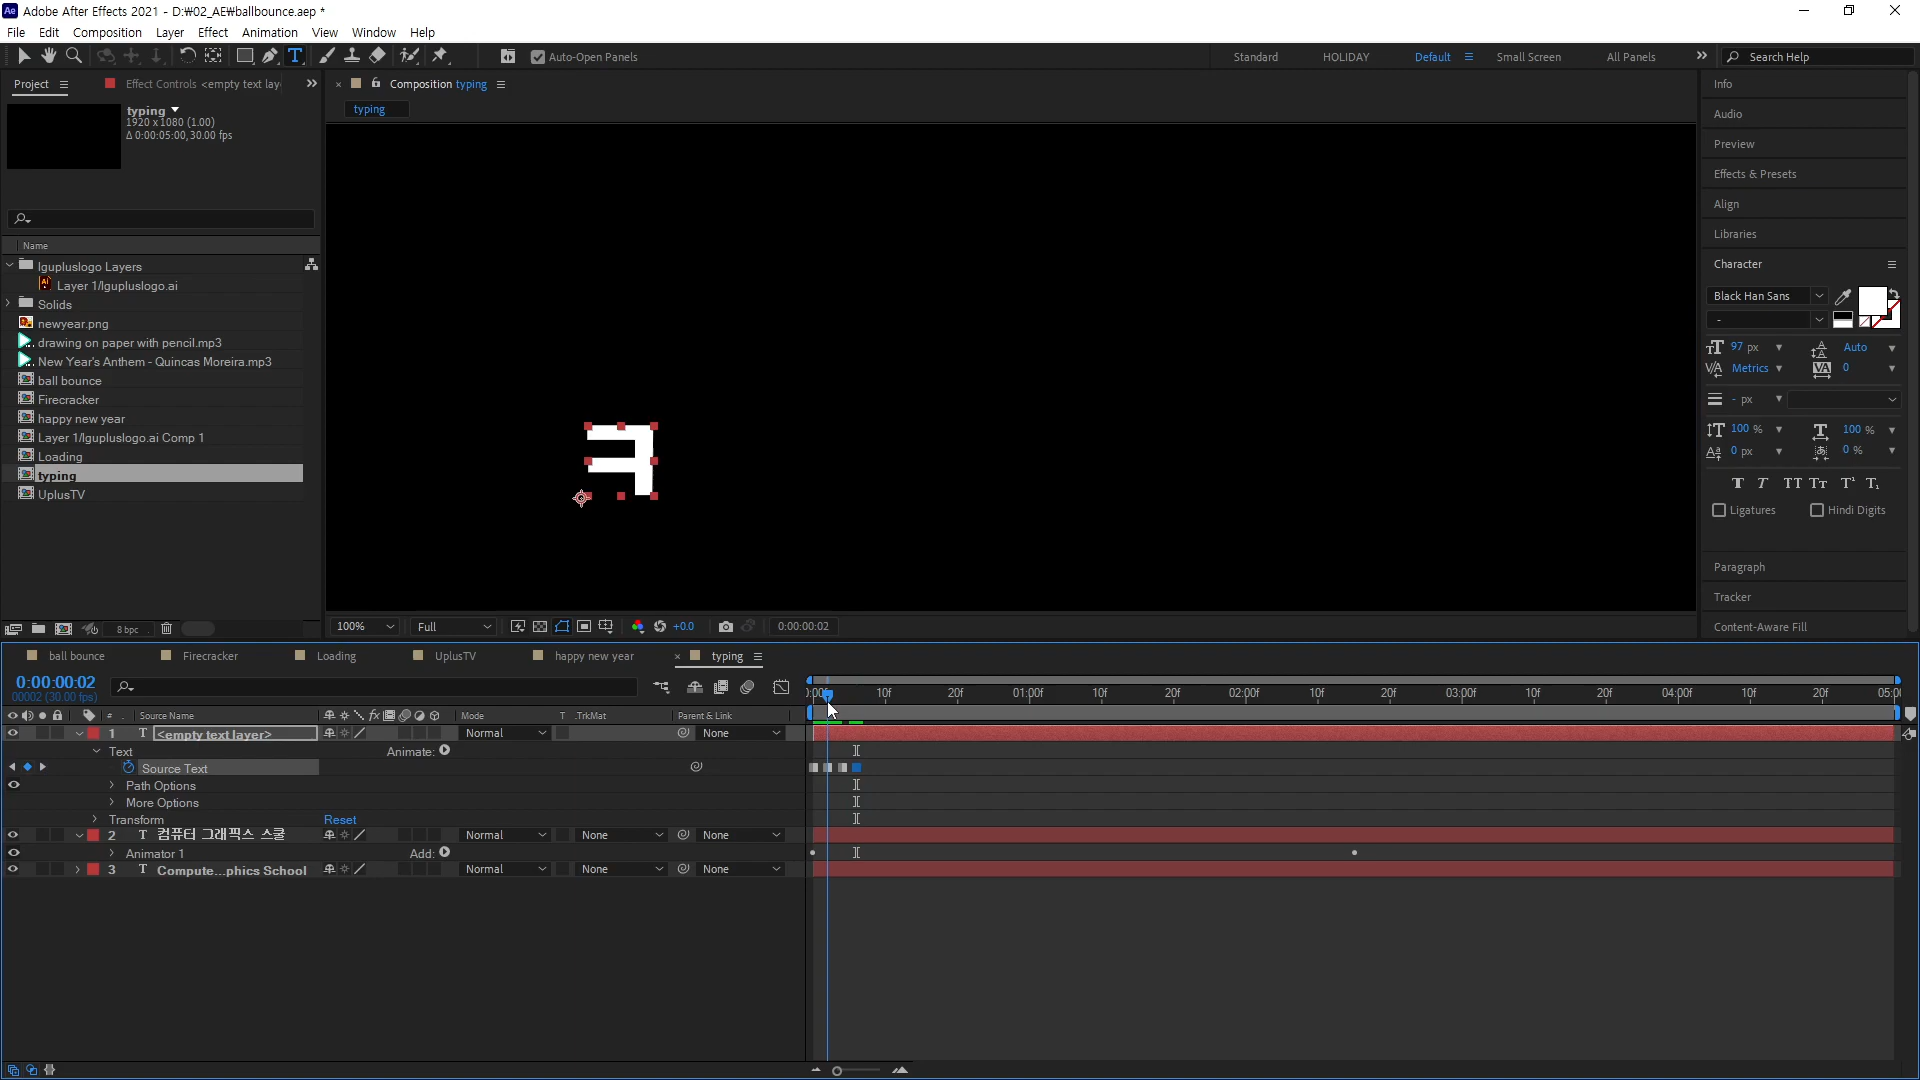 Adobe After Effects 2021 - D:₩02_AE₩ballbounce.aep *
File Edit Composition Layer Effect Animation View Window Help
Auto-Open Panels
Standard HOLIDAY Default Small Screen All Panels Search Help
Project Effect Controls <empty text lay
typing
1920 x 1080 (1.00)
Δ 0:00:05:00, 30.00 fps
Name
lgupluslogo Layers
Layer 1/lgupluslogo.ai
Solids
newyear.png
drawing on paper with pencil.mp3
New Year's Anthem - Quincas Moreira.mp3
ball bounce
Firecracker
happy new year
Layer 1/lgupluslogo.ai Comp 1
Loading
typing
UplusTV
8 bpc
Composition typing
typing
ㅋ
100% Full +0.0 0:00:00:02
Info
Audio
Preview
Effects & Presets
Align
Libraries
Character
Black Han Sans
-
97 px Auto
Metrics 0
- px
100 % 100 %
0 px 0 %
Ligatures Hindi Digits
Paragraph
Tracker
Content-Aware Fill
ball bounce Firecracker Loading UplusTV happy new year typing
0:00:00:02
00002 (30.00 fps)
10f 20f 01:00f 10f 20f 02:00f 10f 20f 03:00f 10f 20f 04:00f 10f 20f
# Source Name Mode T .TrkMat Parent & Link
1 T <empty text layer> Normal None
Text Animate:
Source Text
Path Options
More Options
Transform Reset
2 T 컴퓨터 그래픽스 스쿨 Normal None None
Animator 1 Add:
3 T Compute...phics School Normal None None